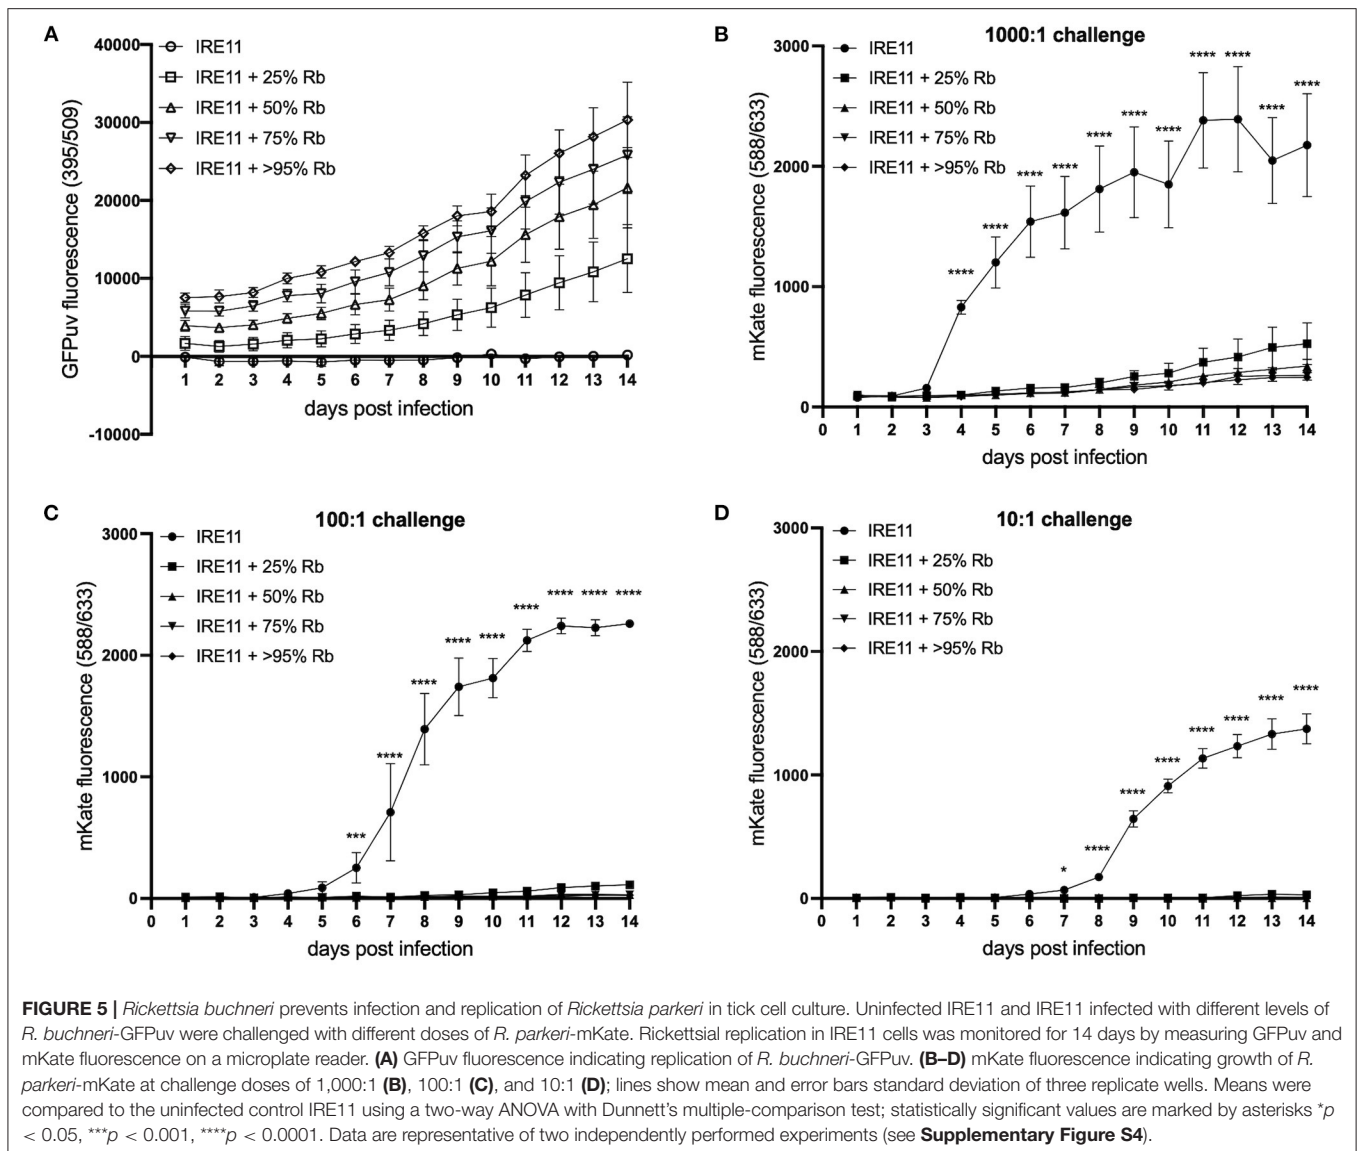 A
40000
30000
20000
10000
0
-10000
GFPuv fluorescence (395/509)
IRE11
IRE11 + 25% Rb
IRE11 + 50% Rb
IRE11 + 75% Rb
IRE11 + >95% Rb
1 2 3 4 5 6 7 8 9 10 11 12 13 14
days post infection
B
1000:1 challenge
3000
2000
1000
0
mKate fluorescence (588/633)
IRE11
IRE11 + 25% Rb
IRE11 + 50% Rb
IRE11 + 75% Rb
IRE11 + >95% Rb
**** **** **** **** **** **** **** **** **** **** ****
0 1 2 3 4 5 6 7 8 9 10 11 12 13 14
days post infection
C
100:1 challenge
3000
2000
1000
0
mKate fluorescence (588/633)
IRE11
IRE11 + 25% Rb
IRE11 + 50% Rb
IRE11 + 75% Rb
IRE11 + >95% Rb
*** **** **** **** **** **** **** **** ****
0 1 2 3 4 5 6 7 8 9 10 11 12 13 14
days post infection
D
10:1 challenge
3000
2000
1000
0
mKate fluorescence (588/633)
IRE11
IRE11 + 25% Rb
IRE11 + 50% Rb
IRE11 + 75% Rb
IRE11 + >95% Rb
* **** **** **** **** **** **** ****
0 1 2 3 4 5 6 7 8 9 10 11 12 13 14
days post infection
FIGURE 5 | Rickettsia buchneri prevents infection and replication of Rickettsia parkeri in tick cell culture. Uninfected IRE11 and IRE11 infected with different levels of
R. buchneri-GFPuv were challenged with different doses of R. parkeri-mKate. Rickettsial replication in IRE11 cells was monitored for 14 days by measuring GFPuv and
mKate fluorescence on a microplate reader. (A) GFPuv fluorescence indicating replication of R. buchneri-GFPuv. (B–D) mKate fluorescence indicating growth of R.
parkeri-mKate at challenge doses of 1,000:1 (B), 100:1 (C), and 10:1 (D); lines show mean and error bars standard deviation of three replicate wells. Means were
compared to the uninfected control IRE11 using a two-way ANOVA with Dunnett's multiple-comparison test; statistically significant values are marked by asterisks *p
< 0.05, ***p < 0.001, ****p < 0.0001. Data are representative of two independently performed experiments (see Supplementary Figure S4).